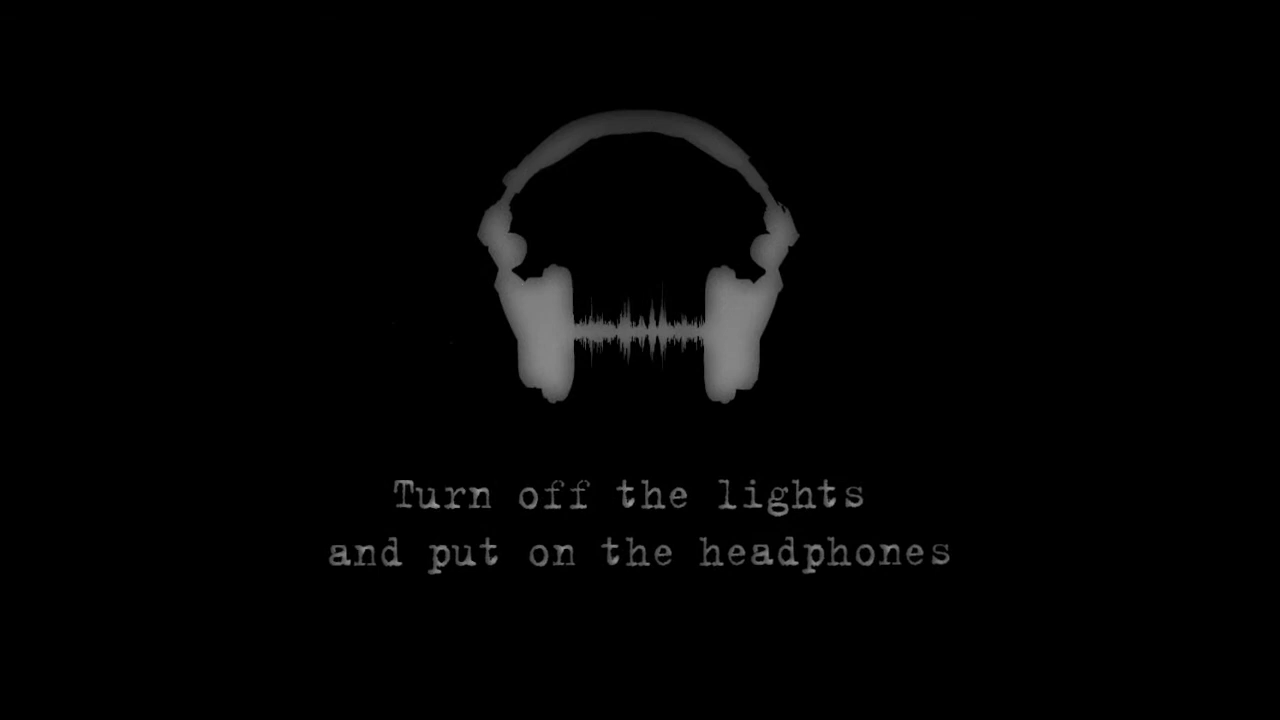 Turn off the lights
and put on the headphones